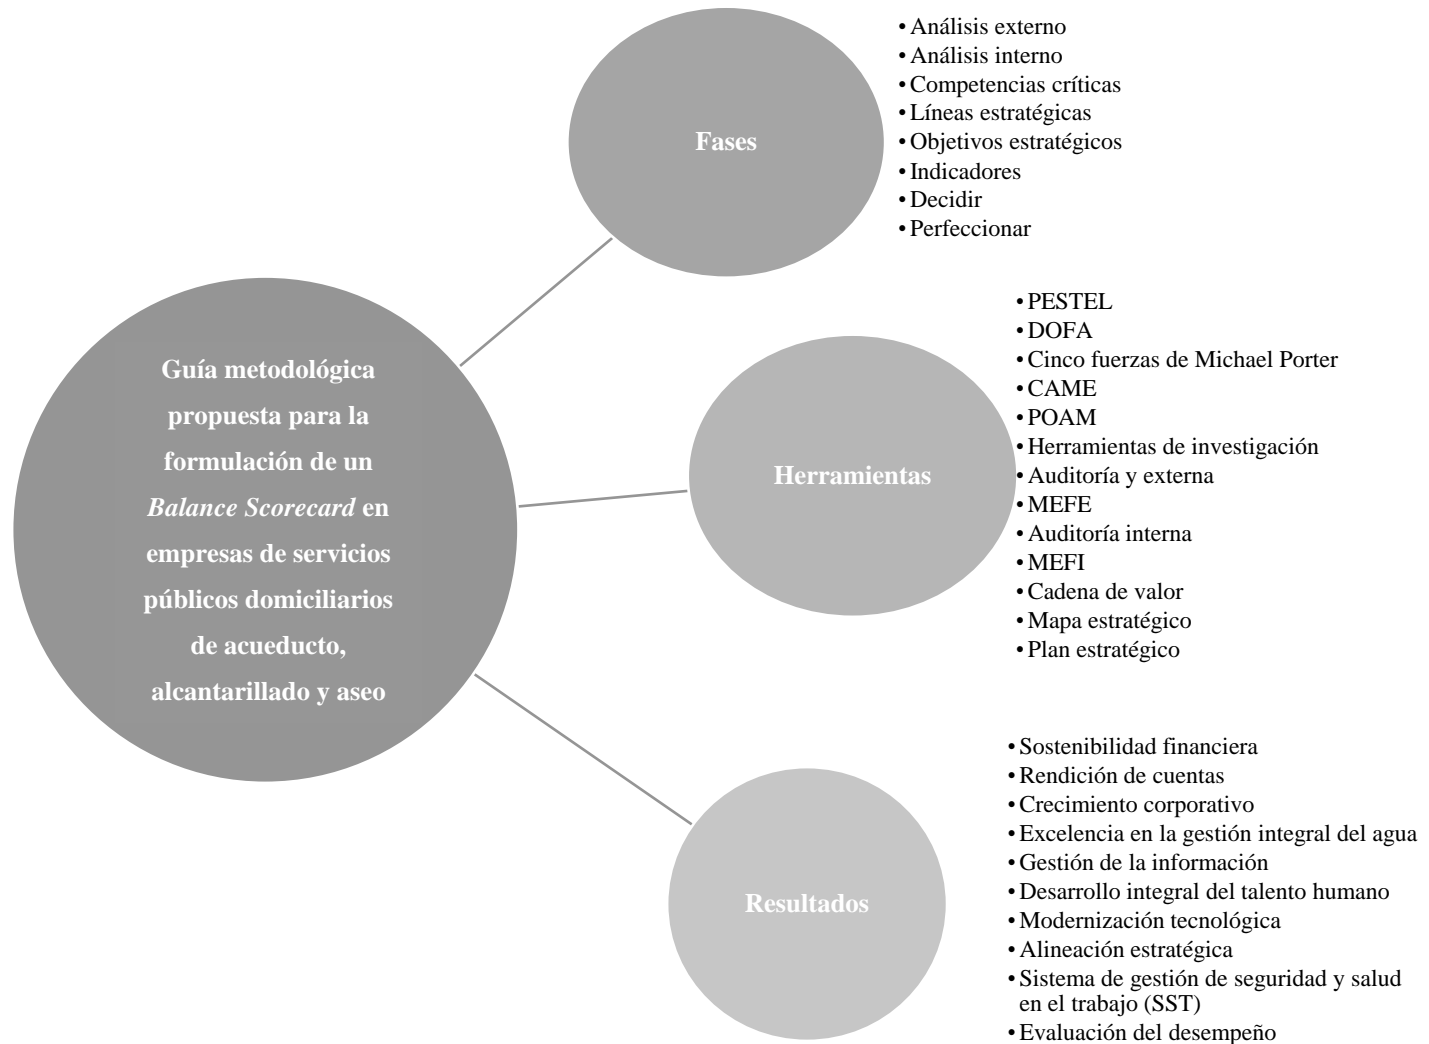 Guía metodológica
propuesta para la
formulación de un
Balance Scorecard en
empresas de servicios
públicos domiciliarios
de acueducto,
alcantarillado y aseo
Fases
• Análisis externo
• Análisis interno
• Competencias críticas
• Líneas estratégicas
• Objetivos estratégicos
• Indicadores
• Decidir
• Perfeccionar
Herramientas
• PESTEL
• DOFA
• Cinco fuerzas de Michael Porter
• CAME
• POAM
• Herramientas de investigación
• Auditoría y externa
• MEFE
• Auditoría interna
• MEFI
• Cadena de valor
• Mapa estratégico
• Plan estratégico
Resultados
• Sostenibilidad financiera
• Rendición de cuentas
• Crecimiento corporativo
• Excelencia en la gestión integral del agua
• Gestión de la información
• Desarrollo integral del talento humano
• Modernización tecnológica
• Alineación estratégica
• Sistema de gestión de seguridad y salud
en el trabajo (SST)
• Evaluación del desempeño